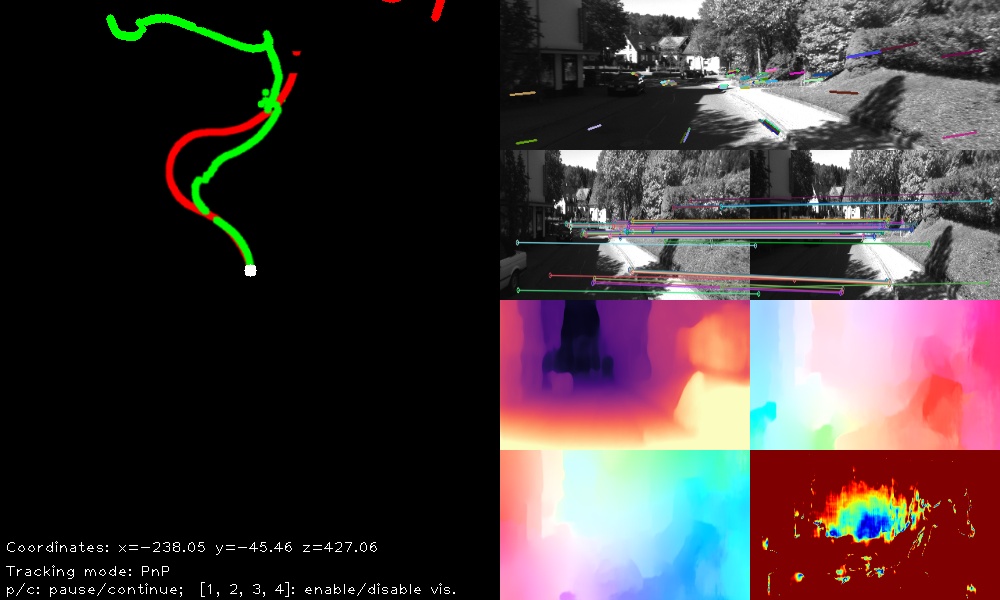 Coordinates: x=-238.05 y=-45.46 z=427.06
Tracking mode: PnP
p/c: pause/continue;  [1, 2, 3, 4]: enable/disable vis.